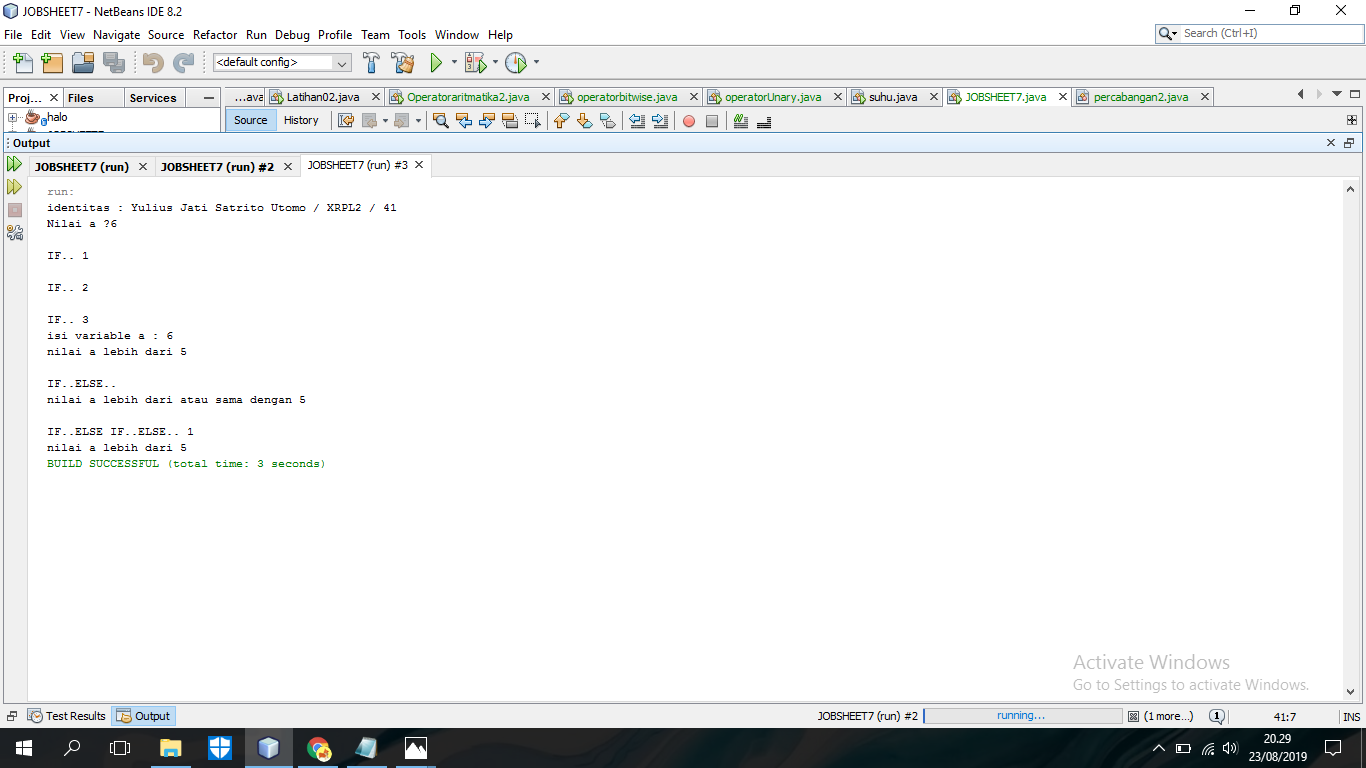 JOBSHEET7 - NetBeans IDE 8.2
File Edit View Navigate Source Refactor Run Debug Profile Team Tools Window Help
Search (Ctrl+I)
<default config>
Proj... Files Services
...ava Latihan02.java Operatoraritmatika2.java operatorbitwise.java operatorUnary.java suhu.java JOBSHEET7.java percabangan2.java
halo
Source History
Output
JOBSHEET7 (run) JOBSHEET7 (run) #2 JOBSHEET7 (run) #3
run:
identitas : Yulius Jati Satrito Utomo / XRPL2 / 41
Nilai a ?6
IF.. 1
IF.. 2
IF.. 3
isi variable a : 6
nilai a lebih dari 5
IF..ELSE..
nilai a lebih dari atau sama dengan 5
IF..ELSE IF..ELSE.. 1
nilai a lebih dari 5
BUILD SUCCESSFUL (total time: 3 seconds)
Activate Windows
Go to Settings to activate Windows.
Test Results Output
JOBSHEET7 (run) #2 running... (1 more...) 1 41:7 INS
20.29
23/08/2019